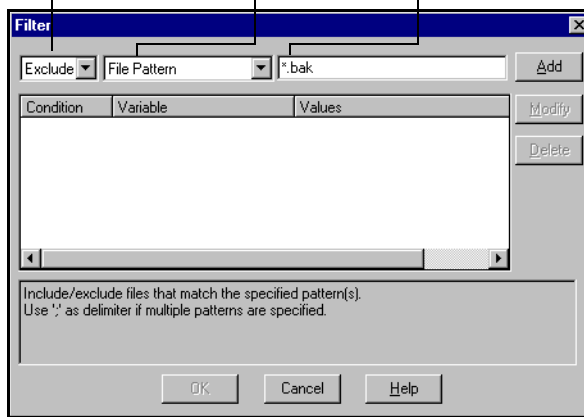 Filter
Exclude File Pattern *.bak Add
Condition Variable Values
Modify
Delete
Include/exclude files that match the specified pattern(s).
Use ';' as delimiter if multiple patterns are specified.
OK Cancel Help